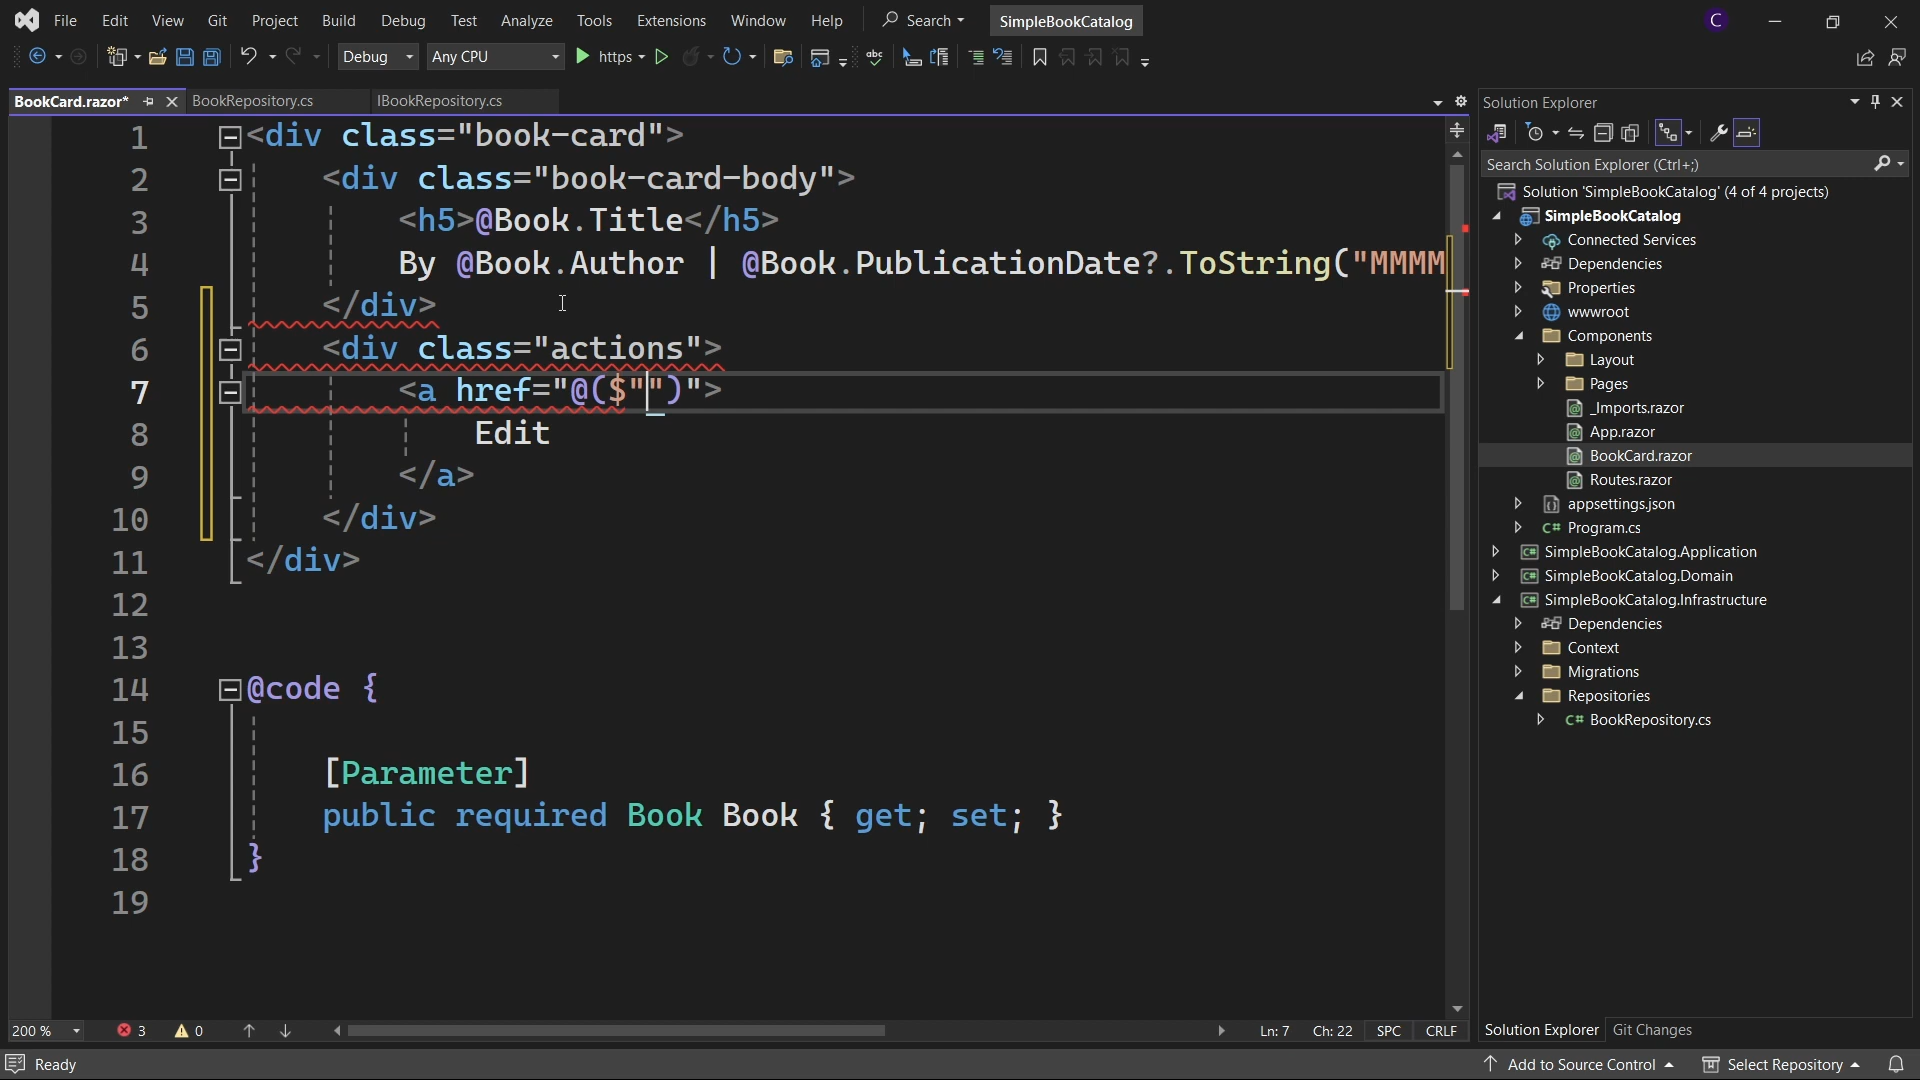 File Edit View Git Project Build Debug Test Analyze Tools Extensions Window Help Search SimpleBookCatalog C
Debug Any CPU https abc
BookCard.razor* BookRepository.cs IBookRepository.cs
1 <div class="book-card">
2 <div class="book-card-body">
3 <h5>@Book.Title</h5>
4 By @Book.Author | @Book.PublicationDate?.ToString("MMMM
5 </div>
6 <div class="actions">
7 <a href="@($"")">
8 Edit
9 </a>
10 </div>
11 </div>
12
13
14 @code {
15
16 [Parameter]
17 public required Book Book { get; set; }
18 }
19
200 % 3 0 Ln: 7 Ch: 22 SPC CRLF
Solution Explorer
Search Solution Explorer (Ctrl+;)
Solution 'SimpleBookCatalog' (4 of 4 projects)
SimpleBookCatalog
Connected Services
Dependencies
Properties
wwwroot
Components
Layout
Pages
_Imports.razor
App.razor
BookCard.razor
Routes.razor
appsettings.json
C# Program.cs
C# SimpleBookCatalog.Application
C# SimpleBookCatalog.Domain
C# SimpleBookCatalog.Infrastructure
Dependencies
Context
Migrations
Repositories
C# BookRepository.cs
Solution Explorer Git Changes
Ready Add to Source Control Select Repository